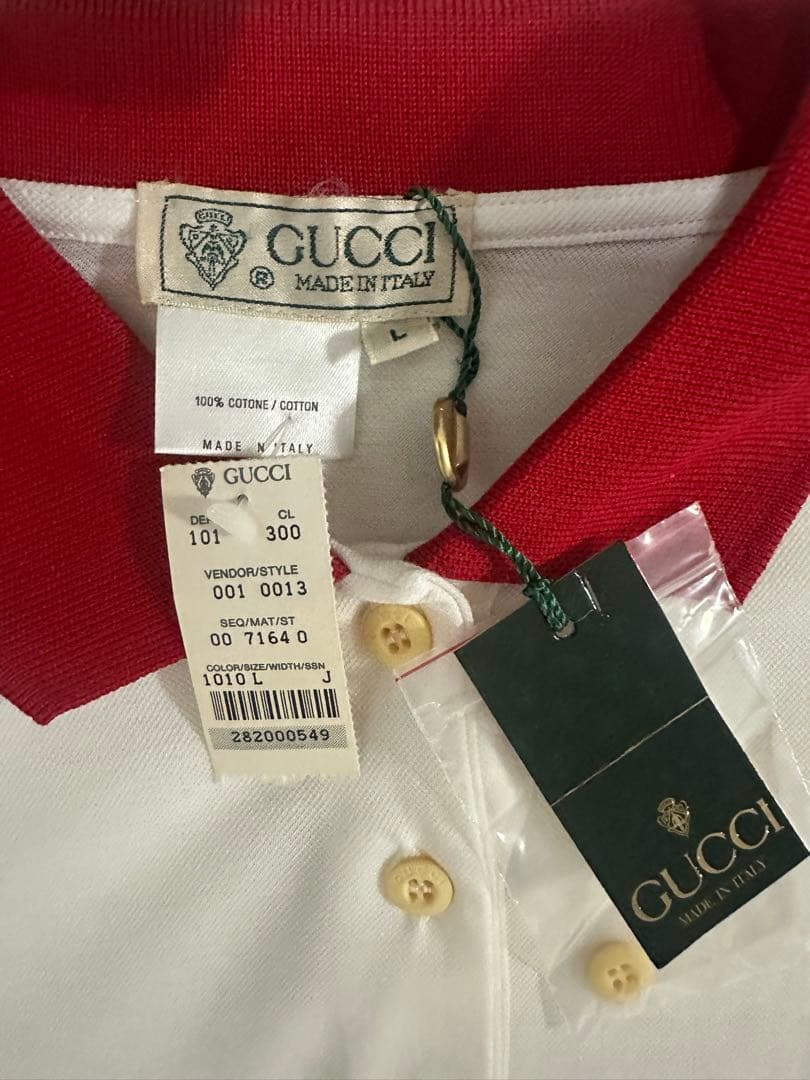 GUCCI
®
MADE IN ITALY
L
100% COTONE / COTTON
MADE IN ITALY
GUCCI
CL
101 300
VENDOR/STYLE
001 0013
SEQ/MAT/ST
00 7164 0
COLOR/SIZE/WIDTH/SSN
1010 L J
282000549
GUCCI
MADE IN ITALY
GUCCI